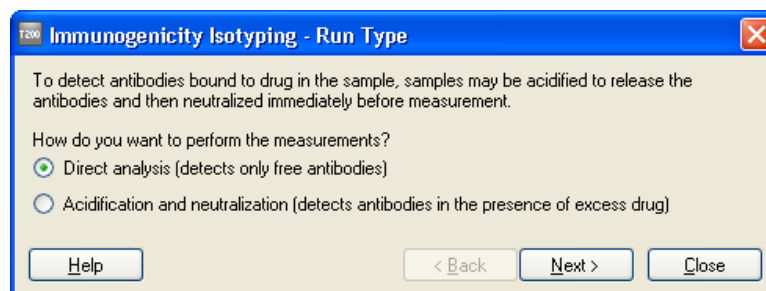 T200 Immunogenicity Isotyping - Run Type
To detect antibodies bound to drug in the sample, samples may be acidified to release the
antibodies and then neutralized immediately before measurement.
How do you want to perform the measurements?
Direct analysis (detects only free antibodies)
Acidification and neutralization (detects antibodies in the presence of excess drug)
Help < Back Next > Close